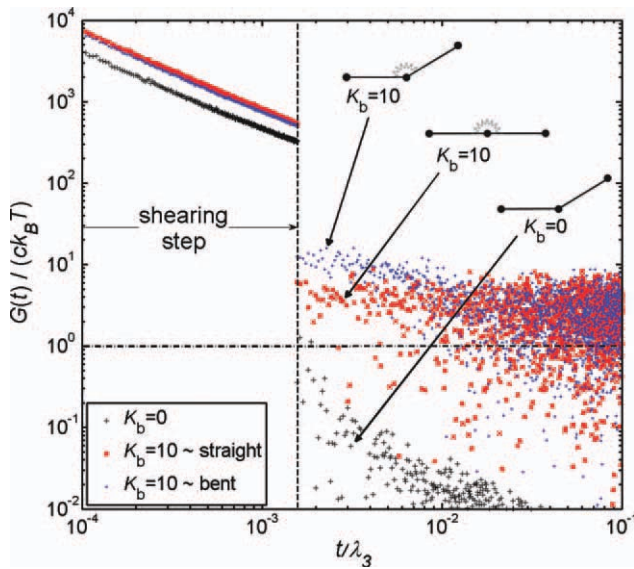 G(t) / (ck_BT)
10^4
10^3
10^2
10^1
10^0
10^-1
10^-2
shearing
step
K_b=10
K_b=10
K_b=0
K_b=0
K_b=10 ~ straight
K_b=10 ~ bent
10^-4
10^-3
10^-2
10^-1
t/λ_3